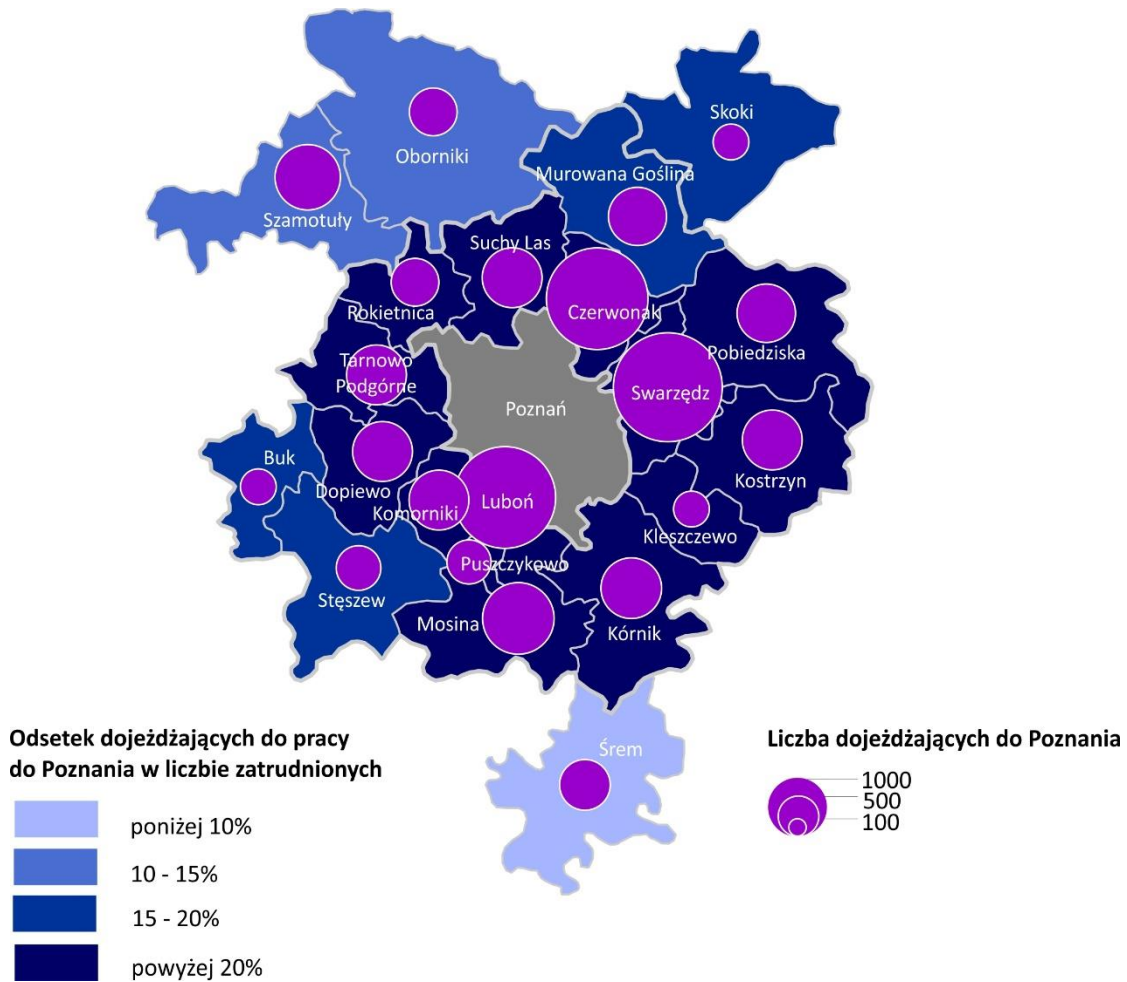 Skoki
Oborniki
Murowana Goślina
Szamotuły
Suchy Las
Rokietnica
Czerwonak
Pobiedziska
Tarnowo
Podgórne
Swarzędz
Poznań
Buk
Dopiewo
Kostrzyn
Komorniki
Luboń
Kleszczewo
Puszczykowo
Stęszew
Mosina
Kórnik
Śrem
Odsetek dojeżdżających do pracy
do Poznania w liczbie zatrudnionych
poniżej 10%
10 - 15%
15 - 20%
powyżej 20%
Liczba dojeżdżających do Poznania
1000
500
100